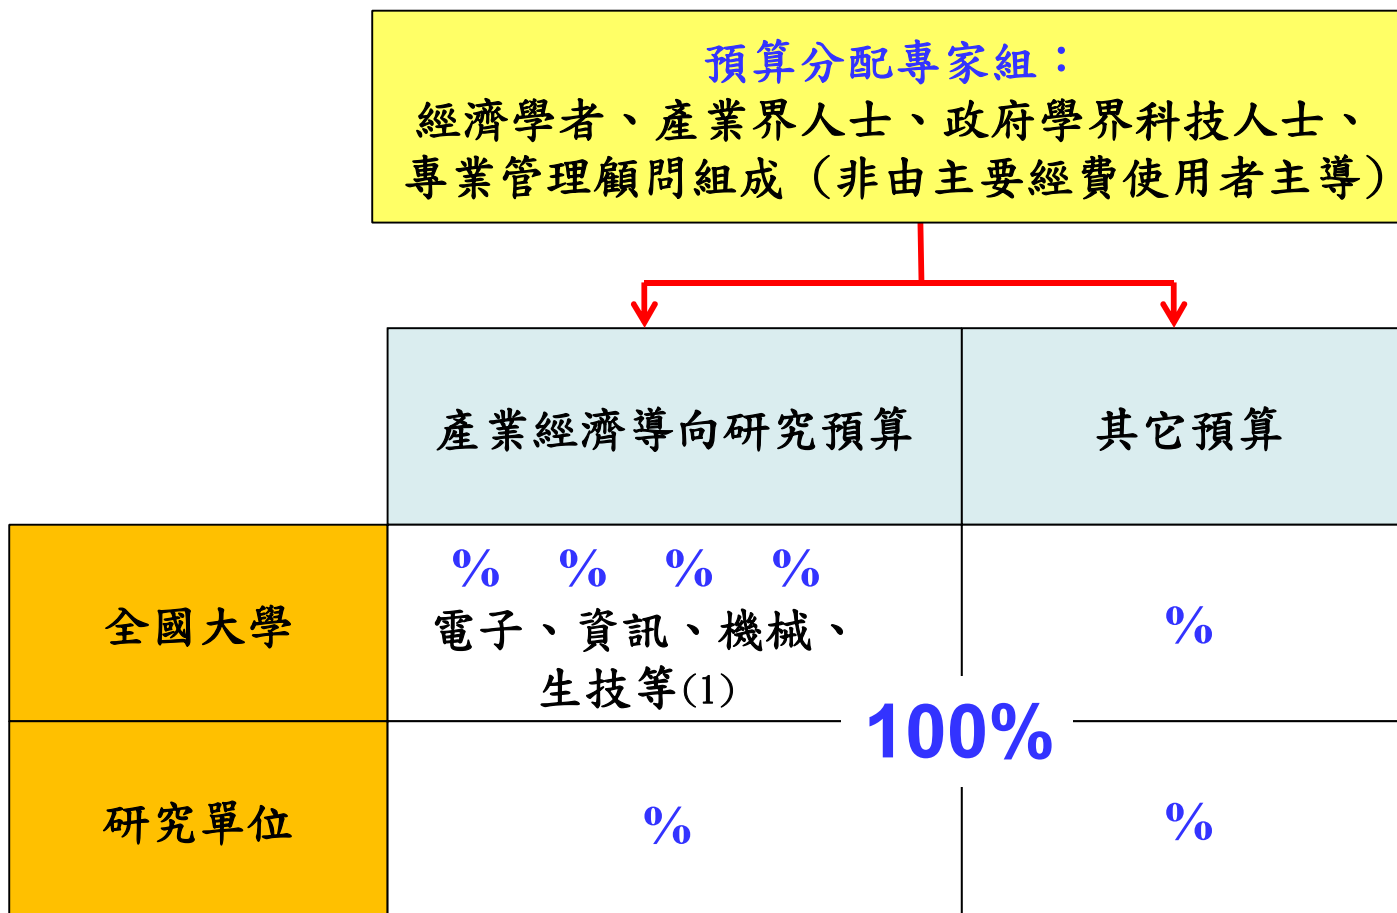 預算分配專家組：
經濟學者、產業界人士、政府學界科技人士、
專業管理顧問組成（非由主要經費使用者主導）
產業經濟導向研究預算
其它預算
全國大學
% % % %
電子、資訊、機械、
生技等(1)
%
100%
研究單位
%
%